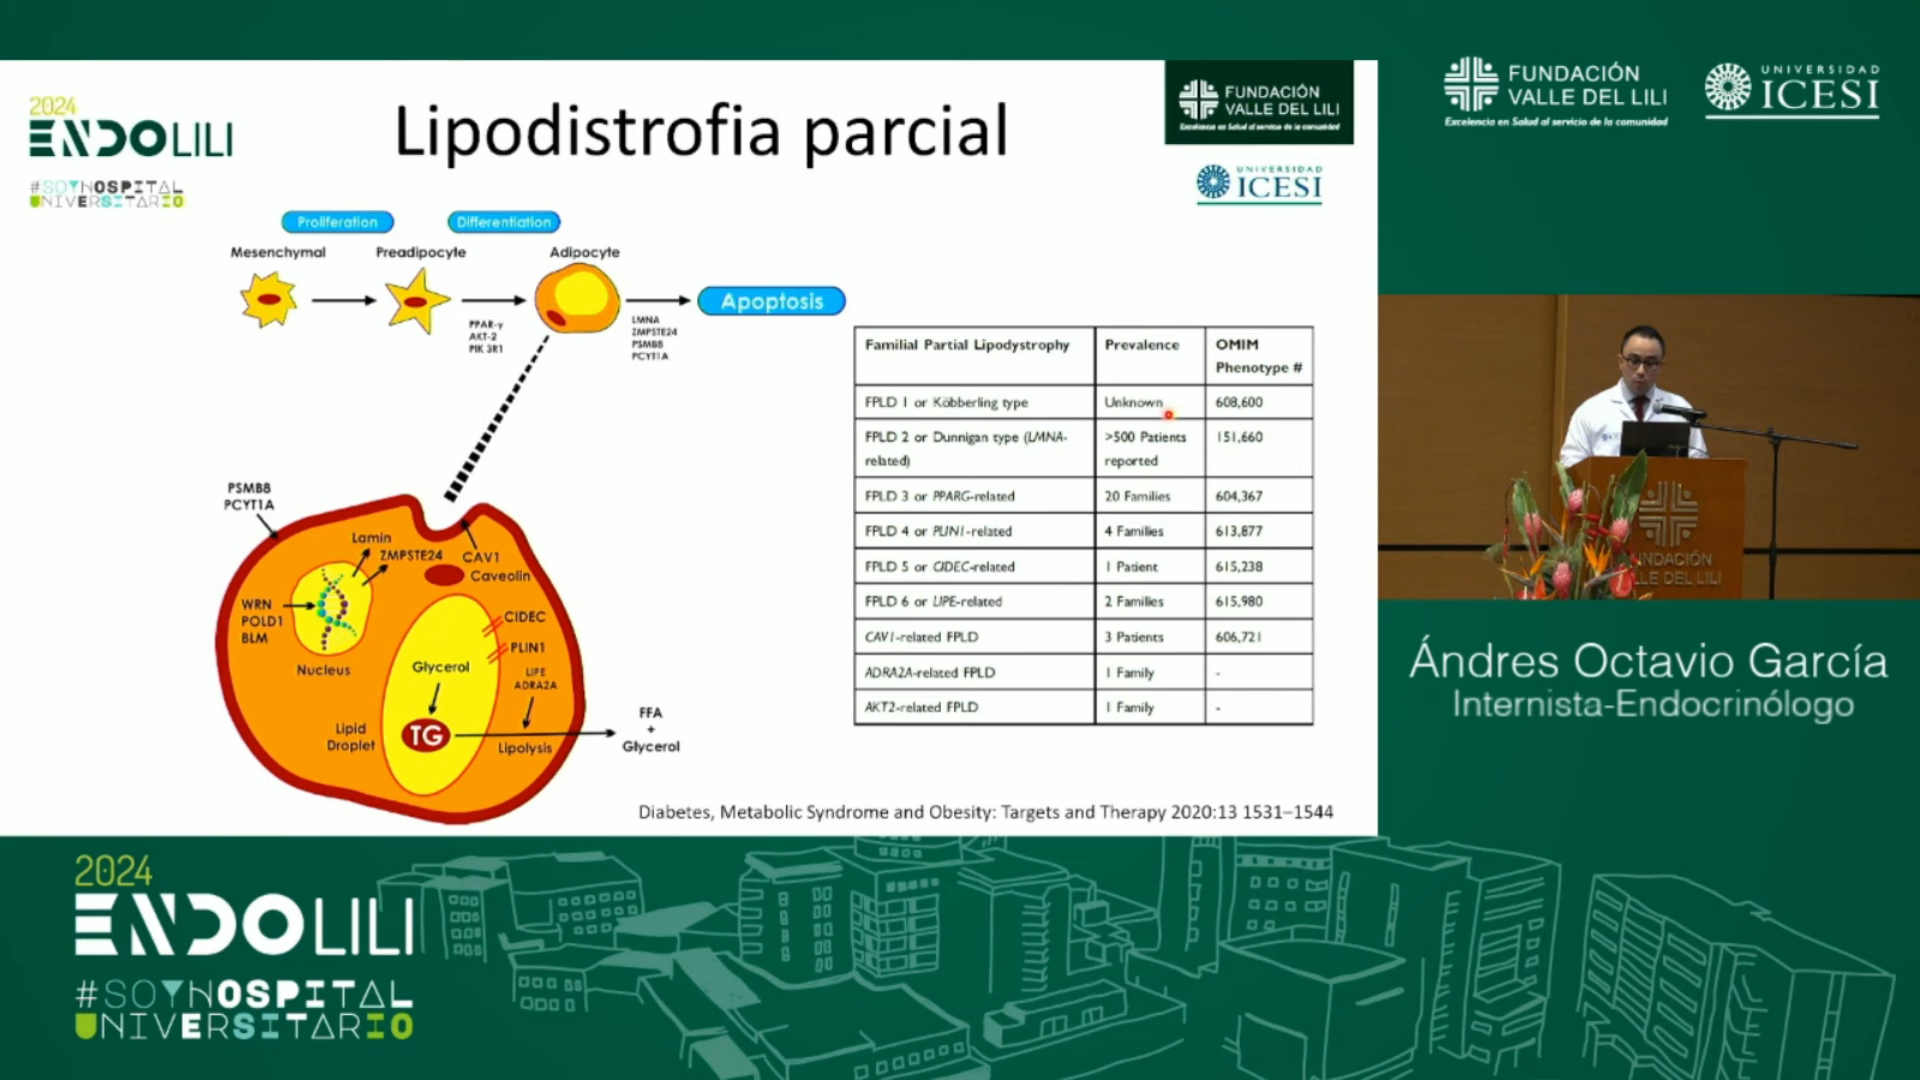 2024
ENDOLILI
#SOYHOSPITAL
UNIVERSITARIO
Lipodistrofia parcial
FUNDACIÓN
VALLE DEL LILI
Excelencia en Salud al servicio de la comunidad
UNIVERSIDAD
ICESI
Proliferation
Differentiation
Mesenchymal
Preadipocyte
Adipocyte
Apoptosis
PPAR-γ
AKT-2
PIK 3R1
LMNA
ZMPSTE24
PSMB8
PCYT1A
PSMB8
PCYT1A
Lamin
ZMPSTE24
CAV1
Caveolin
WRN
POLD1
BLM
Nucleus
CIDEC
PLIN1
Glycerol
LIPE
ADRA2A
TG
Lipid
Droplet
Lipolysis
FFA
+
Glycerol
Familial Partial Lipodystrophy Prevalence OMIM
Phenotype #
FPLD 1 or Köbberling type Unknown 608,600
FPLD 2 or Dunnigan type (LMNA- >500 Patients 151,660
related) reported
FPLD 3 or PPARG-related 20 Families 604,367
FPLD 4 or PLIN1-related 4 Families 613,877
FPLD 5 or CIDEC-related 1 Patient 615,238
FPLD 6 or LIPE-related 2 Families 615,980
CAV1-related FPLD 3 Patients 606,721
ADRA2A-related FPLD 1 Family -
AKT2-related FPLD 1 Family -
Diabetes, Metabolic Syndrome and Obesity: Targets and Therapy 2020:13 1531–1544
FUNDACIÓN
VALLE DEL LILI
Excelencia en Salud al servicio de la comunidad
UNIVERSIDAD
ICESI
UNDACIÓN
LLE DEL LILI
Ándres Octavio García
Internista-Endocrinólogo
2024
ENDOLILI
#SOYHOSPITAL
UNIVERSITARIO